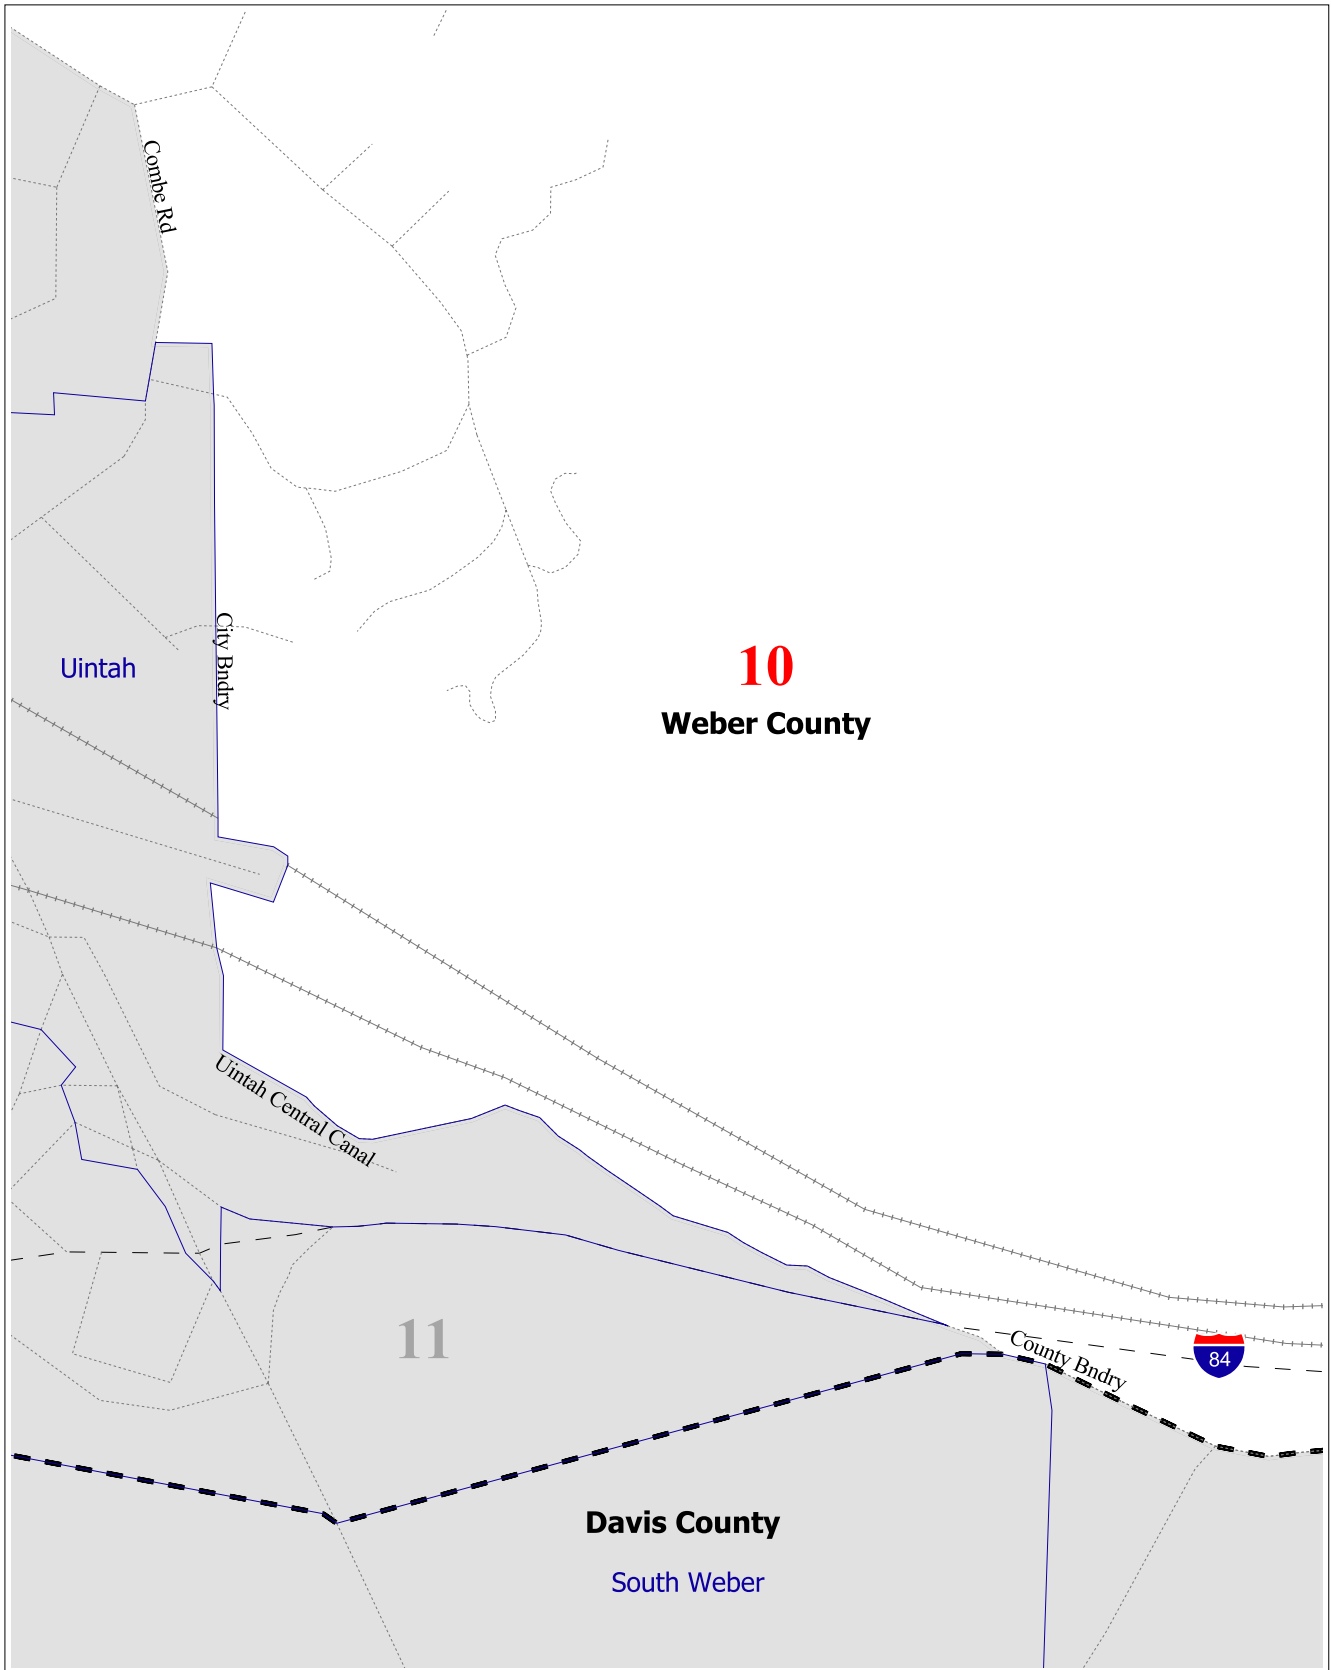 Combe Rd
City Bndry
Uintah
10
Weber County
Uintah Central Canal
11
County Bndry
84
Davis County
South Weber